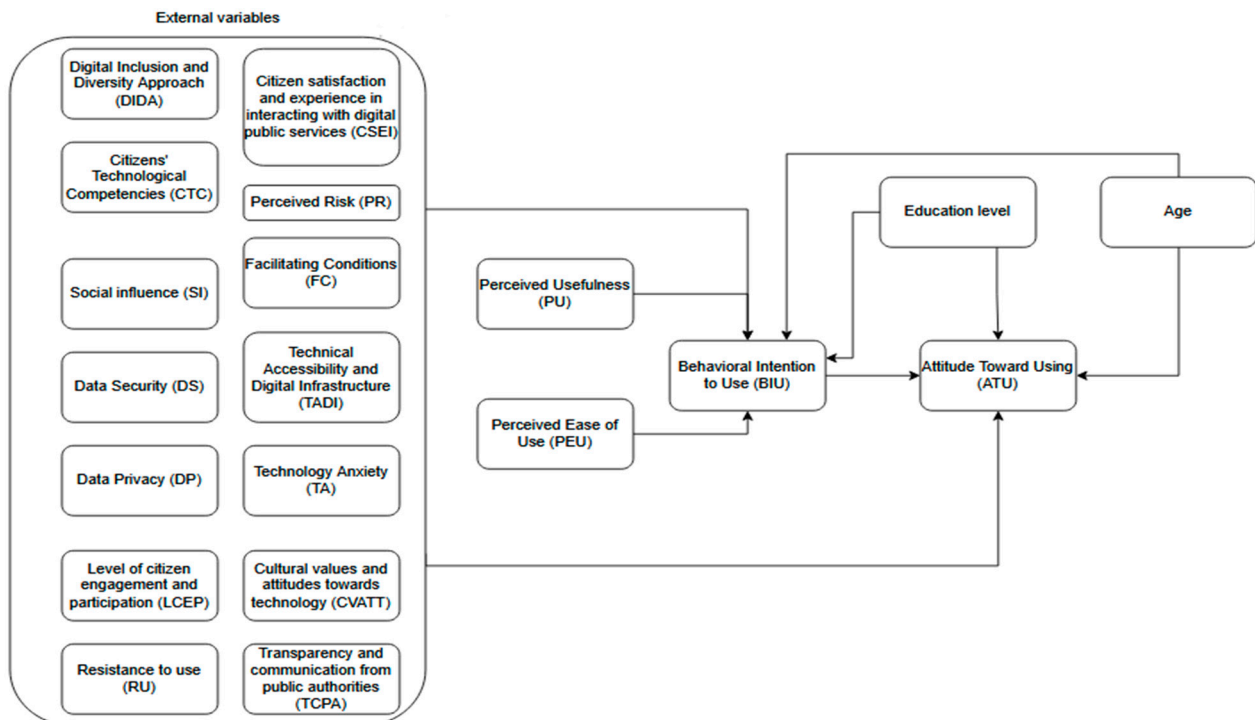 External variables
Digital Inclusion and
Diversity Approach
(DIDA)
Citizens'
Technological
Competencies (CTC)
Social influence (SI)
Data Security (DS)
Data Privacy (DP)
Level of citizen
engagement and
participation (LCEP)
Resistance to use
(RU)
Citizen satisfaction
and experience in
interacting with digital
public services (CSEI)
Perceived Risk (PR)
Facilitating Conditions
(FC)
Technical
Accessibility and
Digital Infrastructure
(TADI)
Technology Anxiety
(TA)
Cultural values and
attitudes towards
technology (CVATT)
Transparency and
communication from
public authorities
(TCPA)
Perceived Usefulness
(PU)
Perceived Ease of
Use (PEU)
Behavioral Intention
to Use (BIU)
Education level
Age
Attitude Toward Using
(ATU)